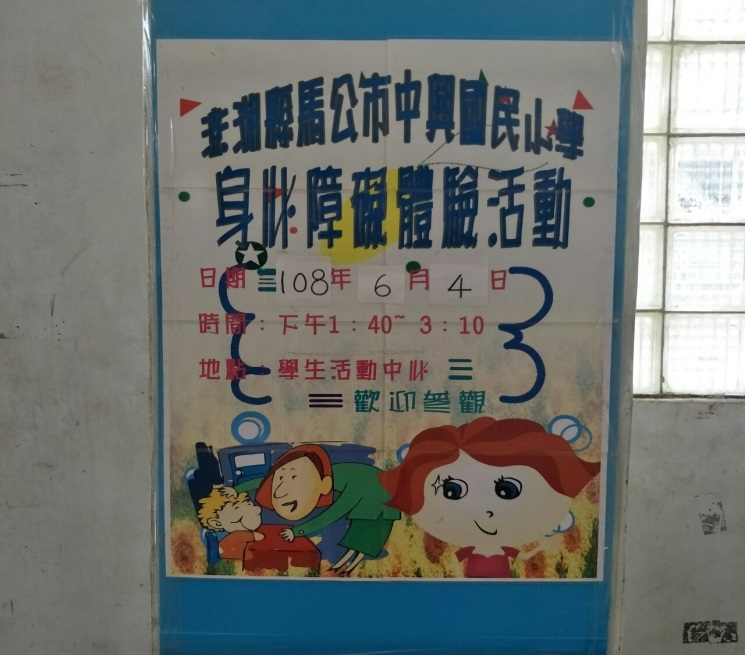 澎湖縣馬公市中興國民小學
身心障礙體驗活動
日期 108年 6月 4日
時間：下午1：40~ 3：10
地點 學生活動中心
歡迎參觀